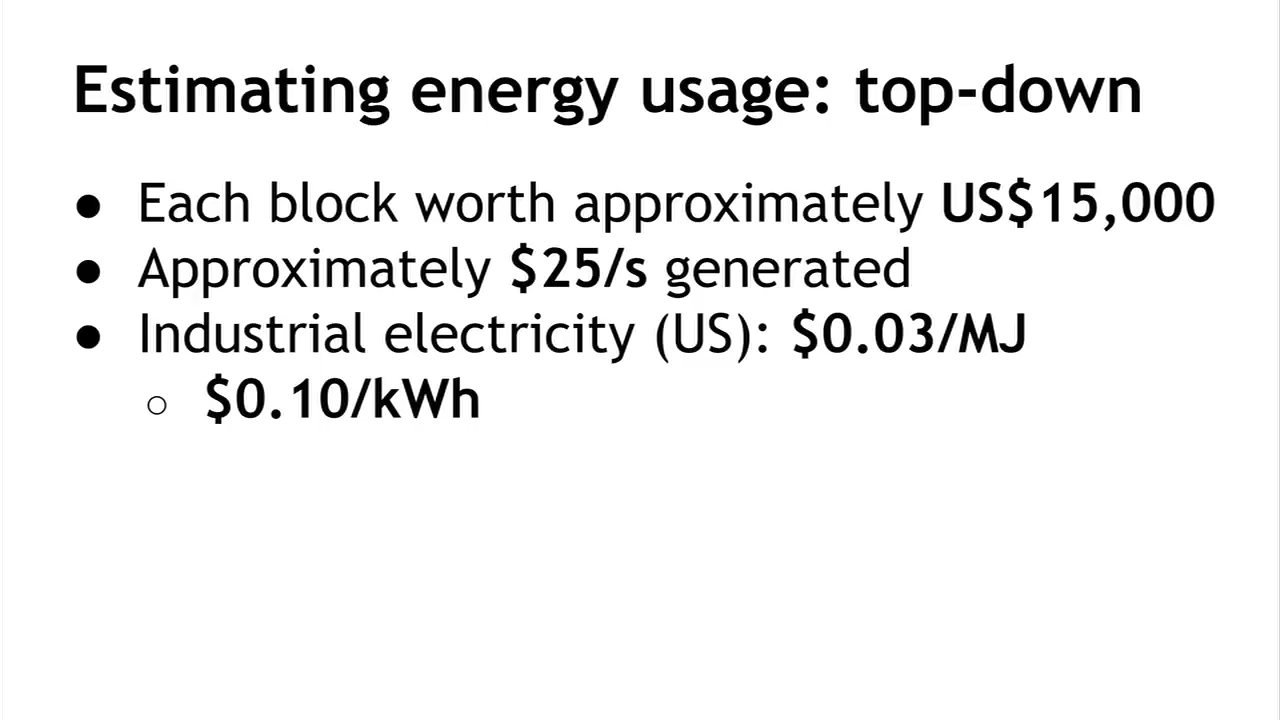 Estimating energy usage: top-down
● Each block worth approximately US$15,000
● Approximately $25/s generated
● Industrial electricity (US): $0.03/MJ
○ $0.10/kWh